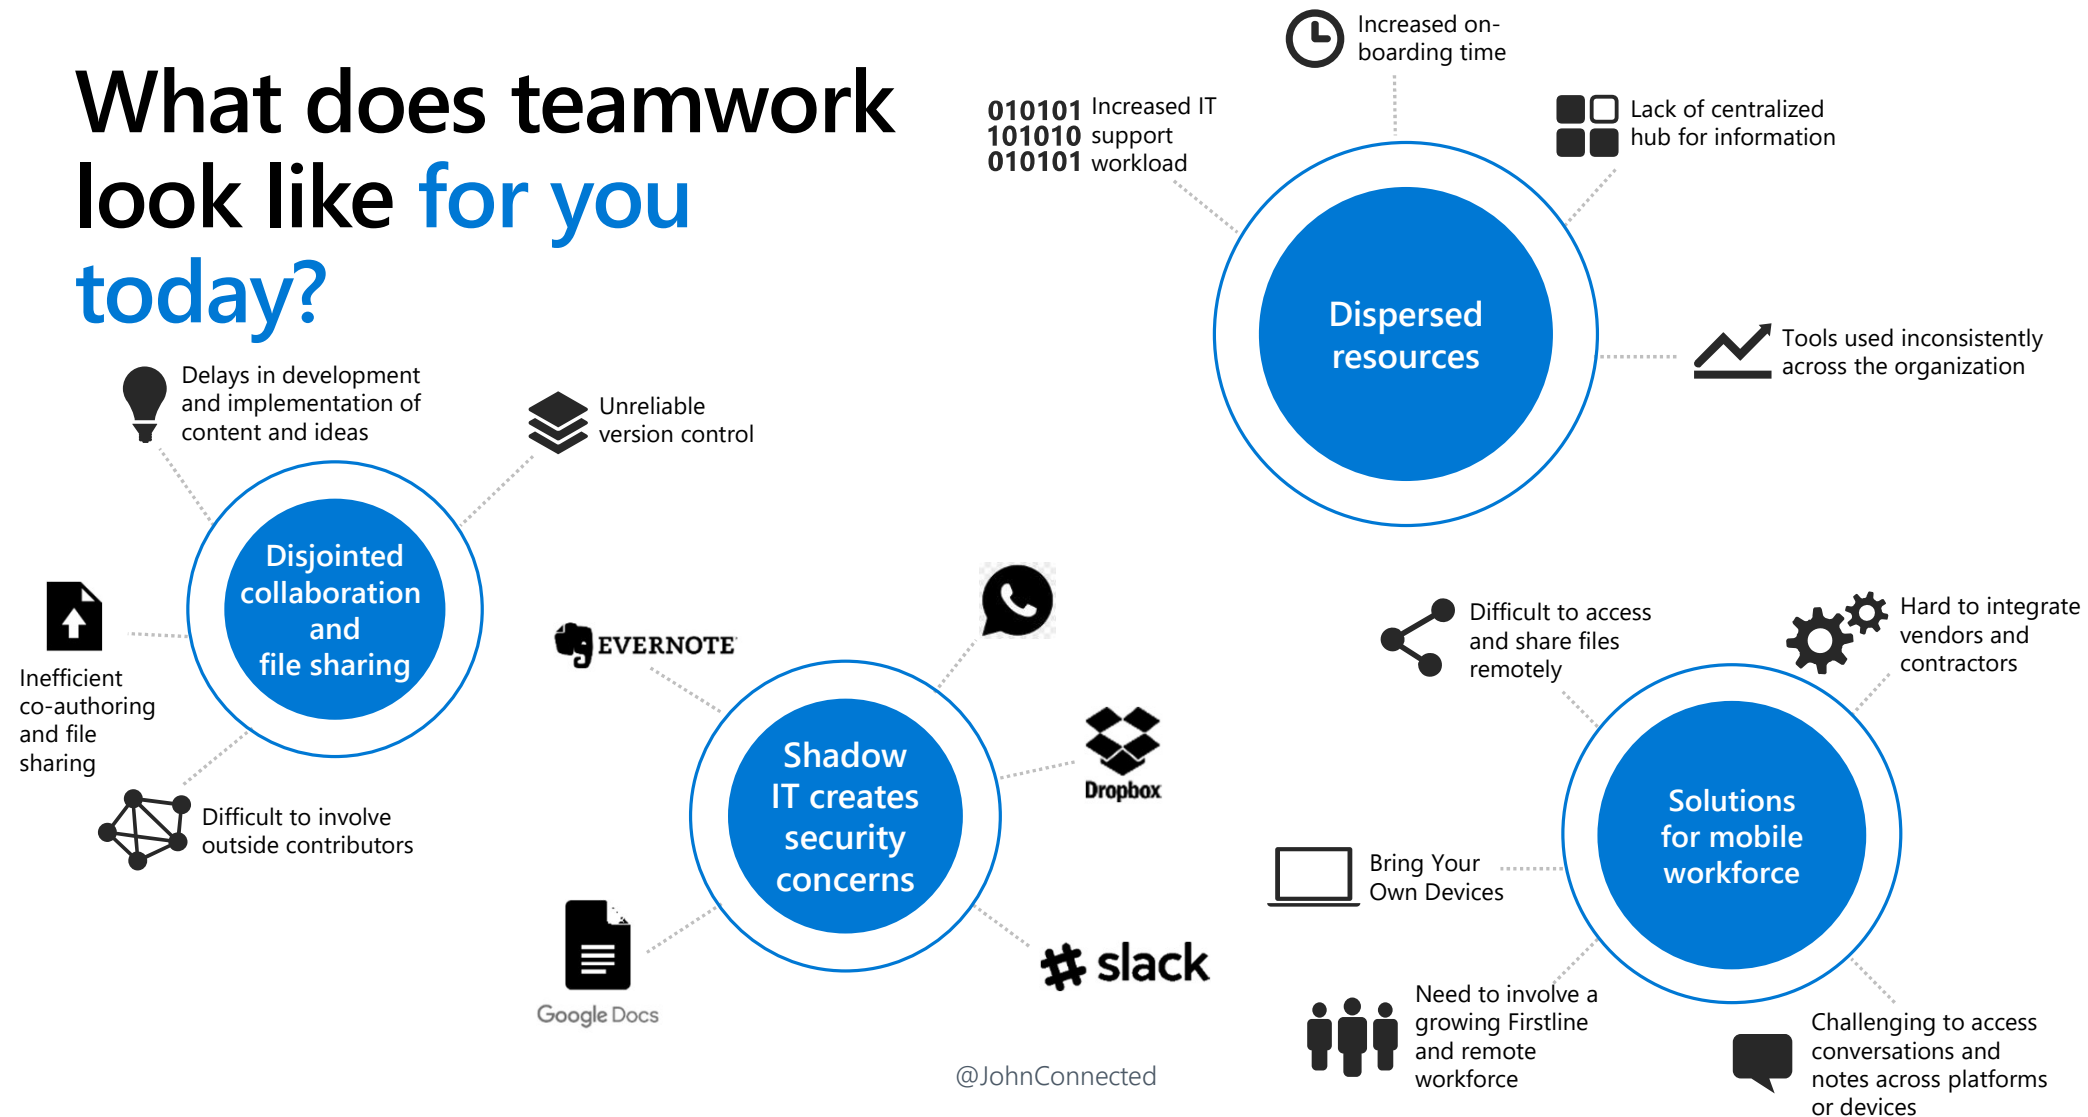 What does teamwork
look like for you
today?
Increased on-
boarding time
010101
101010
010101
Increased IT
support
workload
Lack of centralized
hub for information
Dispersed
resources
Tools used inconsistently
across the organization
Delays in development
and implementation of
content and ideas
Unreliable
version control
Disjointed
collaboration
and
file sharing
Inefficient
co-authoring
and file
sharing
Difficult to involve
outside contributors
EVERNOTE
Dropbox
Shadow
IT creates
security
concerns
Google Docs
slack
Difficult to access
and share files
remotely
Hard to integrate
vendors and
contractors
Solutions
for mobile
workforce
Bring Your
Own Devices
Need to involve a
growing Firstline
and remote
workforce
Challenging to access
conversations and
notes across platforms
or devices
@JohnConnected